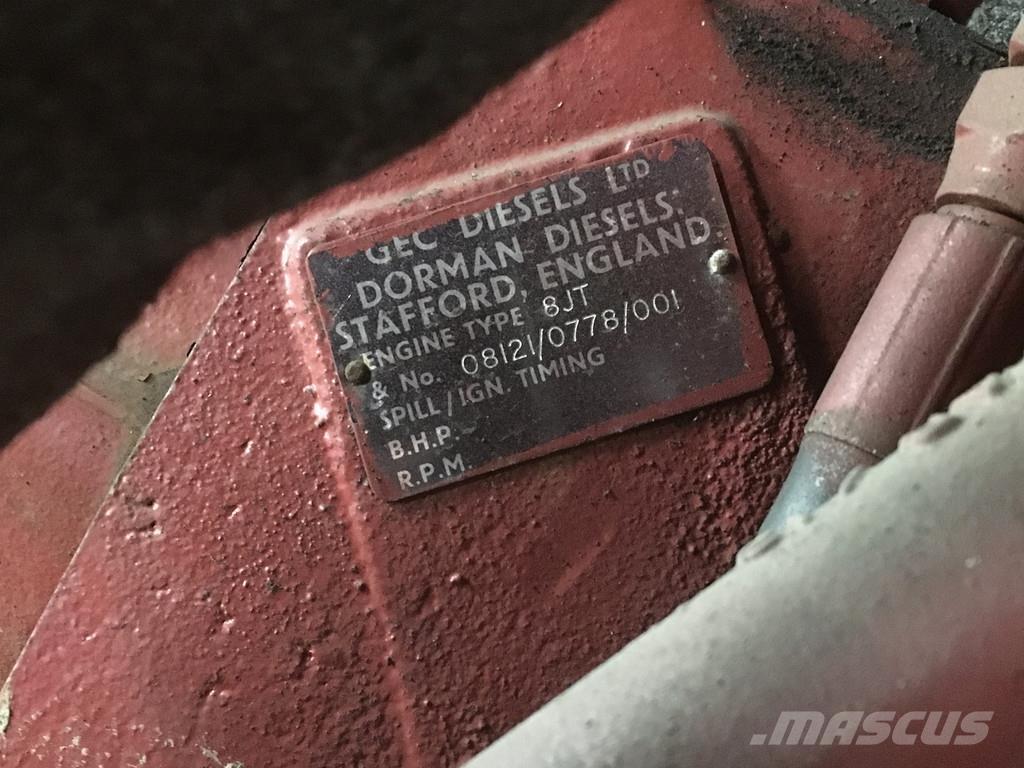 GEC DIESELS LTD
DORMAN DIESELS.
STAFFORD, ENGLAND.
ENGINE TYPE 8JT
& No. 08121/0778/001
SPILL/IGN. TIMING
B.H.P.
R.P.M.
.MASCUS